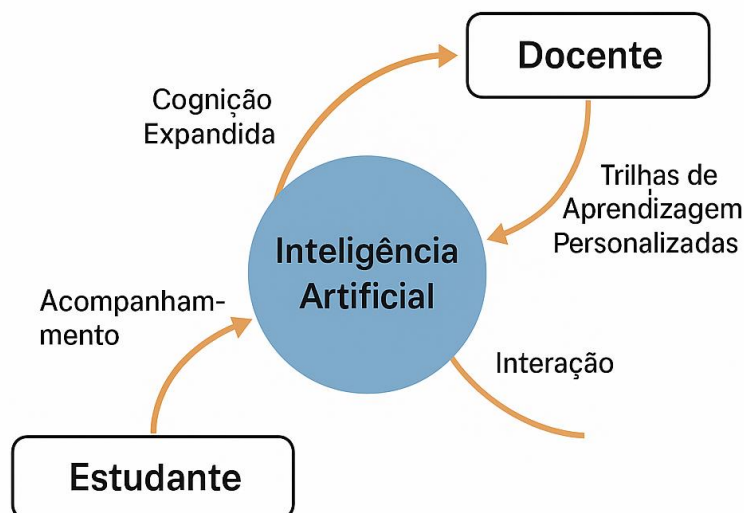 Docente
Cognição
Expandida
Trilhas de
Aprendizagem
Personalizadas
Inteligência
Artificial
Acompanham-
mento
Interação
Estudante